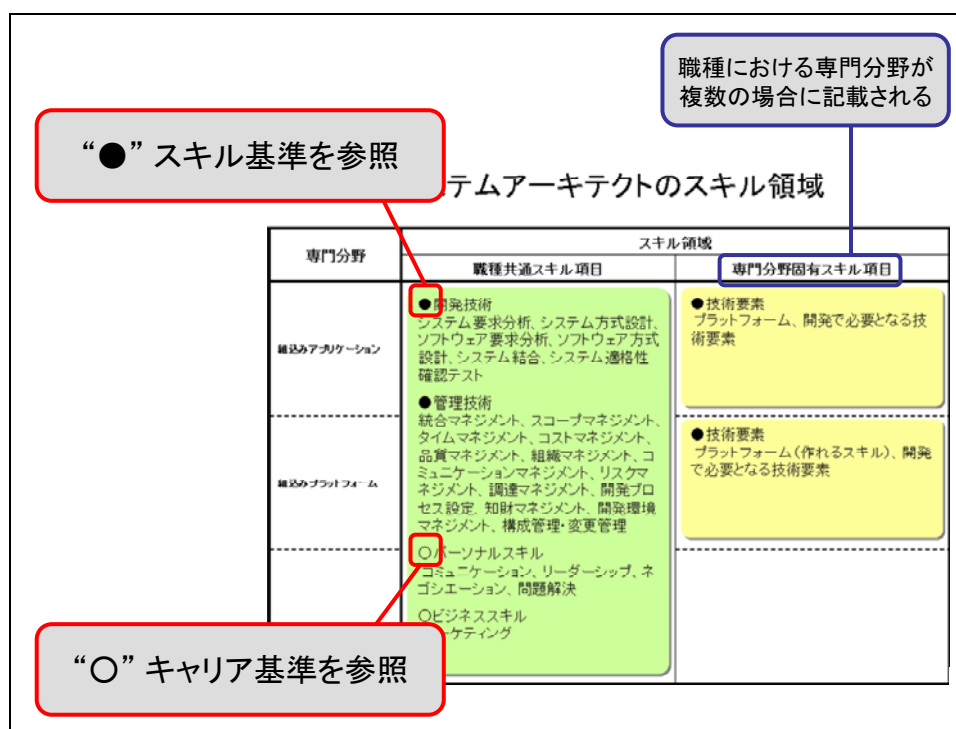 職種における専門分野が
複数の場合に記載される
“●” スキル基準を参照
ステムアーキテクトのスキル領域
専門分野
スキル領域
職種共通スキル項目
専門分野固有スキル項目
組込みアプリケーション
●開発技術
システム要求分析、システム方式設計、
ソフトウェア要求分析、ソフトウェア方式
設計、システム結合、システム適格性
確認テスト
●管理技術
統合マネジメント、スコープマネジメント、
タイムマネジメント、コストマネジメント、
品質マネジメント、組織マネジメント、コ
ミュニケーションマネジメント、リスクマ
ネジメント、調達マネジメント、開発プロ
セス設定、知財マネジメント、開発環境
マネジメント、構成管理・変更管理
○パーソナルスキル
コミュニケーション、リーダーシップ、ネ
ゴシエーション、問題解決
○ビジネススキル
ーケティング
●技術要素
プラットフォーム、開発で必要となる技
術要素
組込みプラットフォーム
●技術要素
プラットフォーム（作れるスキル）、開発
で必要となる技術要素
“○” キャリア基準を参照